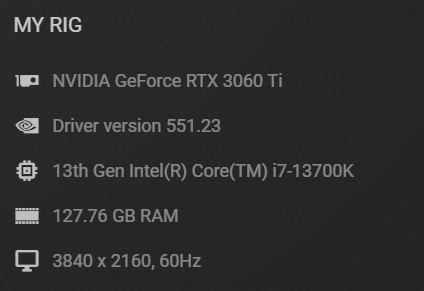 MY RIG
NVIDIA GeForce RTX 3060 Ti
Driver version 551.23
13th Gen Intel(R) Core(TM) i7-13700K
127.76 GB RAM
3840 x 2160, 60Hz